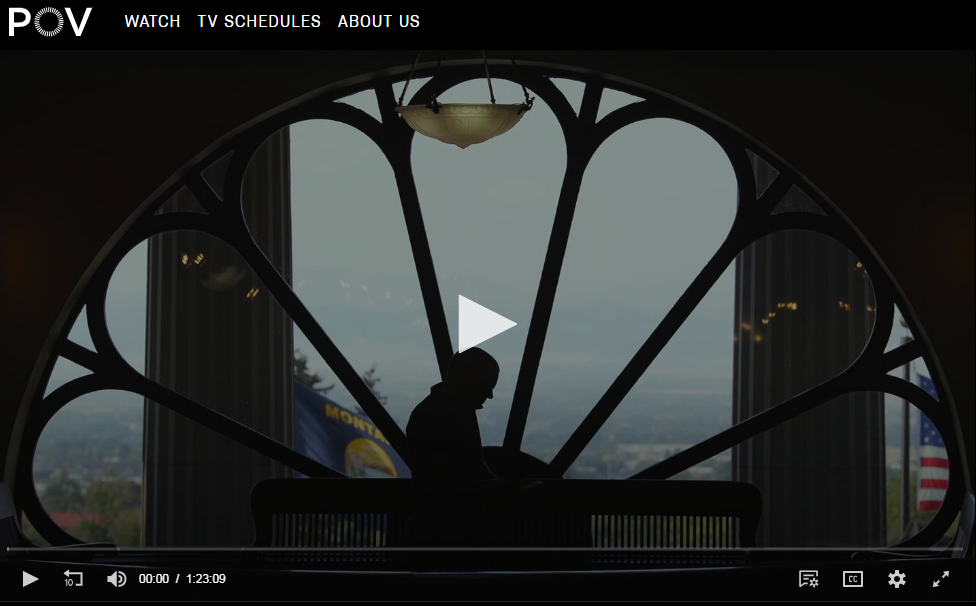 POV WATCH TV SCHEDULES ABOUT US
MONTA
10 00:00 / 1:23:09 CC